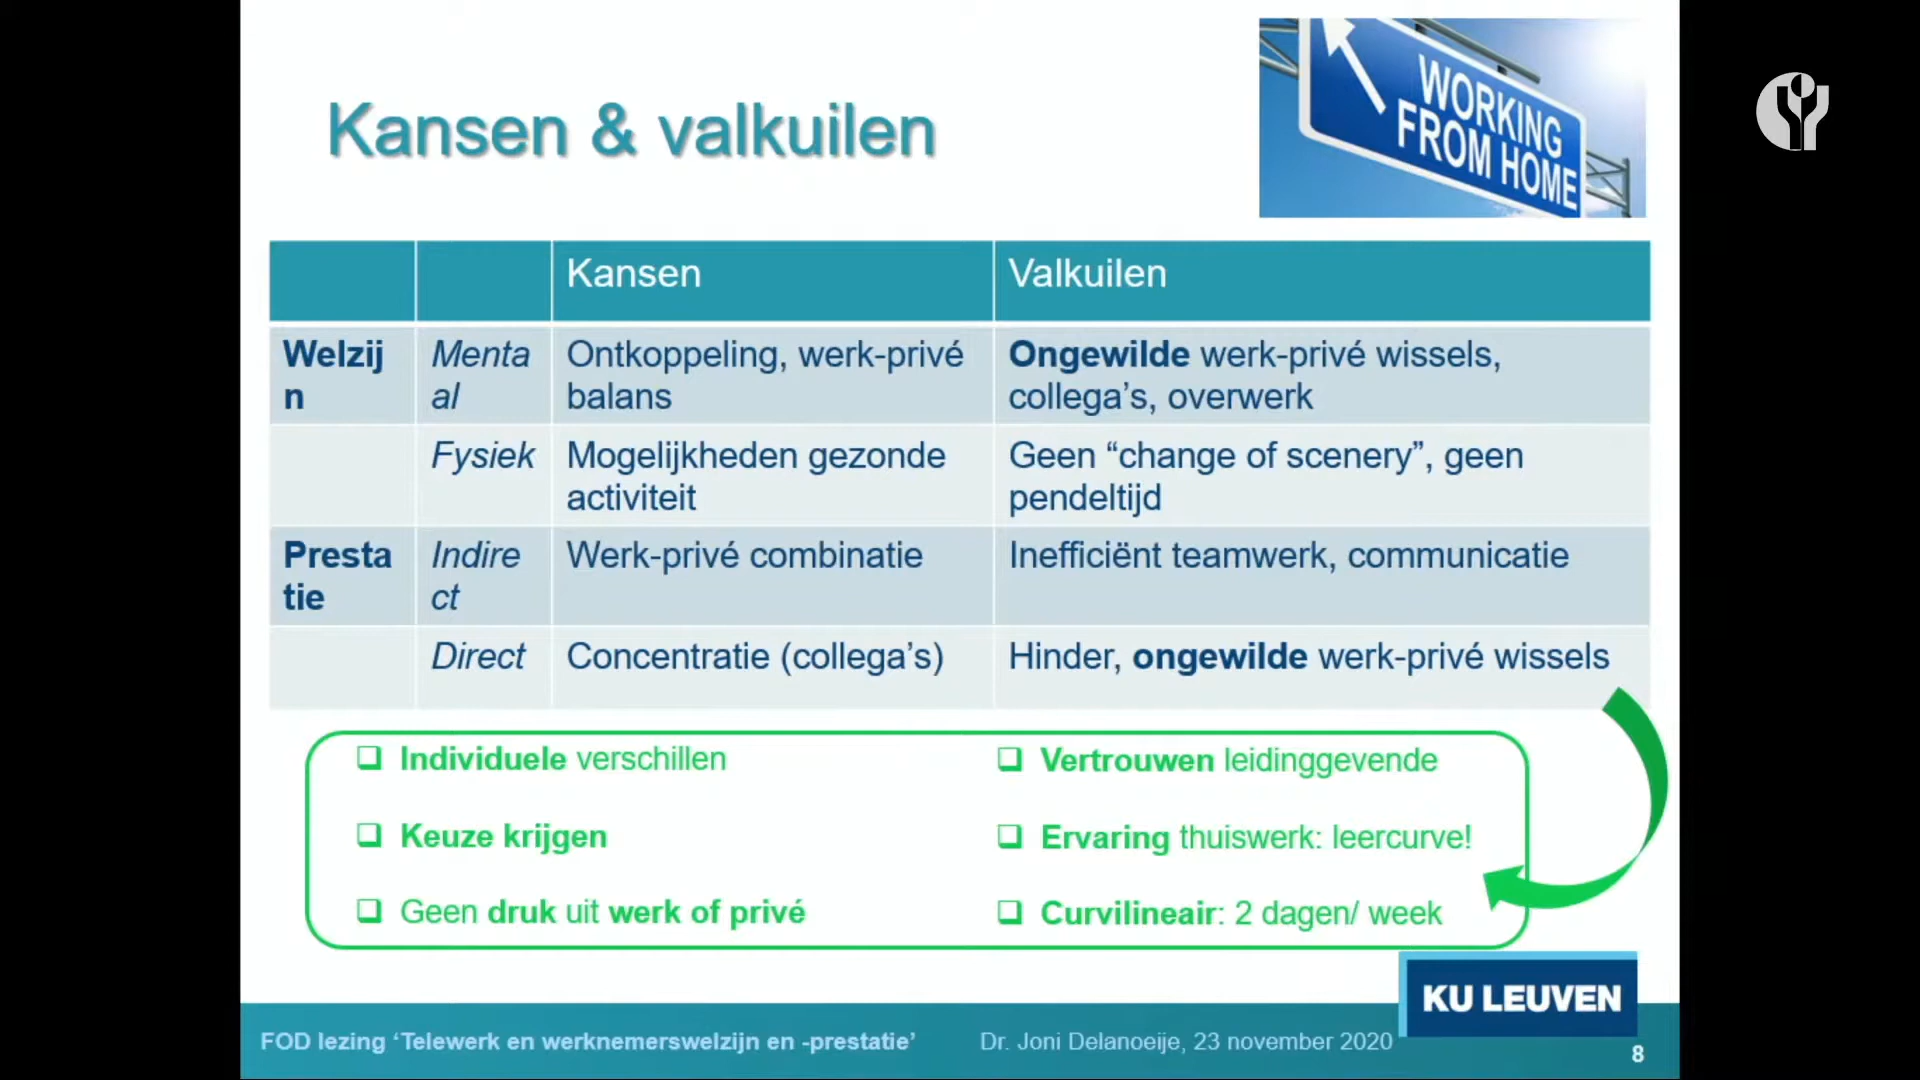 WORKING
FROM HOME
Kansen & valkuilen
Kansen
Valkuilen
Welzij
n
Menta
al
Ontkoppeling, werk-privé
balans
Ongewilde werk-privé wissels,
collega's, overwerk
Fysiek
Mogelijkheden gezonde
activiteit
Geen “change of scenery”, geen
pendeltijd
Presta
tie
Indire
ct
Werk-privé combinatie
Inefficiënt teamwerk, communicatie
Direct
Concentratie (collega's)
Hinder, ongewilde werk-privé wissels
Individuele verschillen
Keuze krijgen
Geen druk uit werk of privé
Vertrouwen leidinggevende
Ervaring thuiswerk: leercurve!
Curvilineair: 2 dagen/ week
KU LEUVEN
FOD lezing ‘Telewerk en werknemerswelzijn en -prestatie’
Dr. Joni Delanoeije, 23 november 2020
8